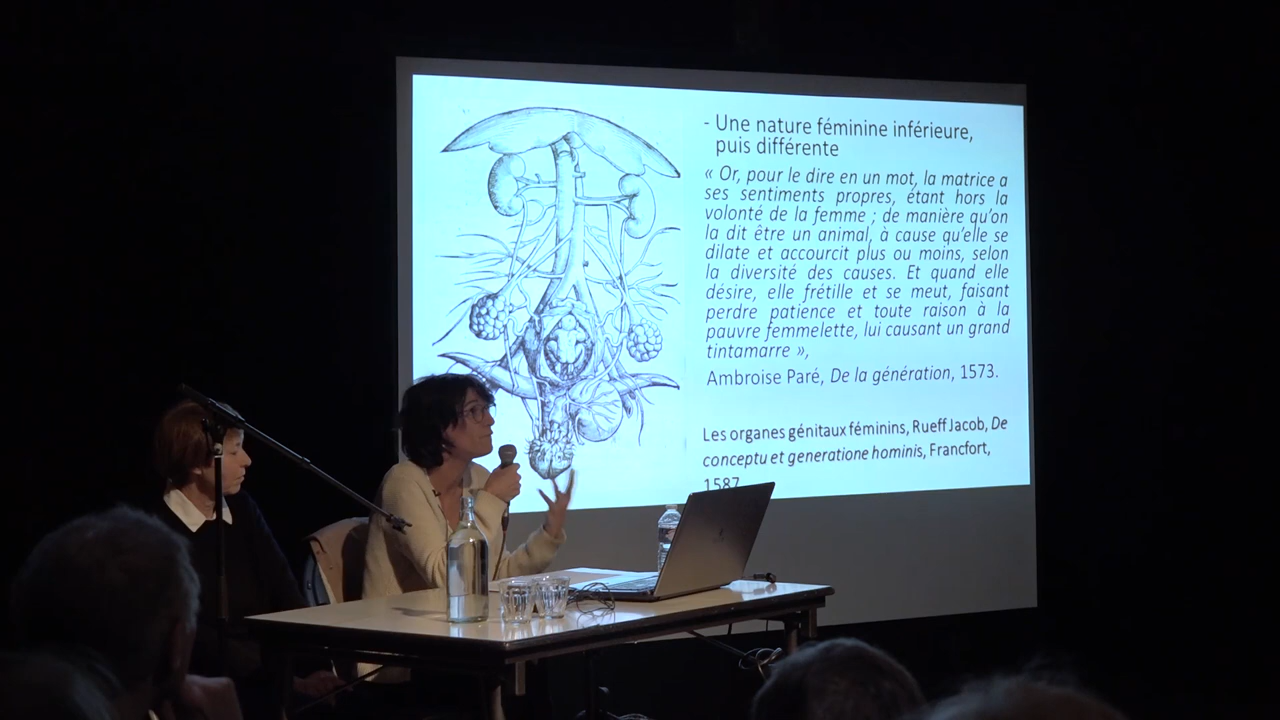 - Une nature féminine inférieure,
puis différente
« Or, pour le dire en un mot, la matrice a
ses sentiments propres, étant hors la
volonté de la femme ; de manière qu'on
la dit être un animal, à cause qu'elle se
dilate et accourcit plus ou moins, selon
la diversité des causes. Et quand elle
désire, elle frétille et se meut, faisant
perdre patience et toute raison à la
pauvre femmelette, lui causant un grand
tintamarre »,
Ambroise Paré, De la génération, 1573.
Les organes génitaux féminins, Rueff Jacob, De
conceptu et generatione hominis, Francfort,
1587